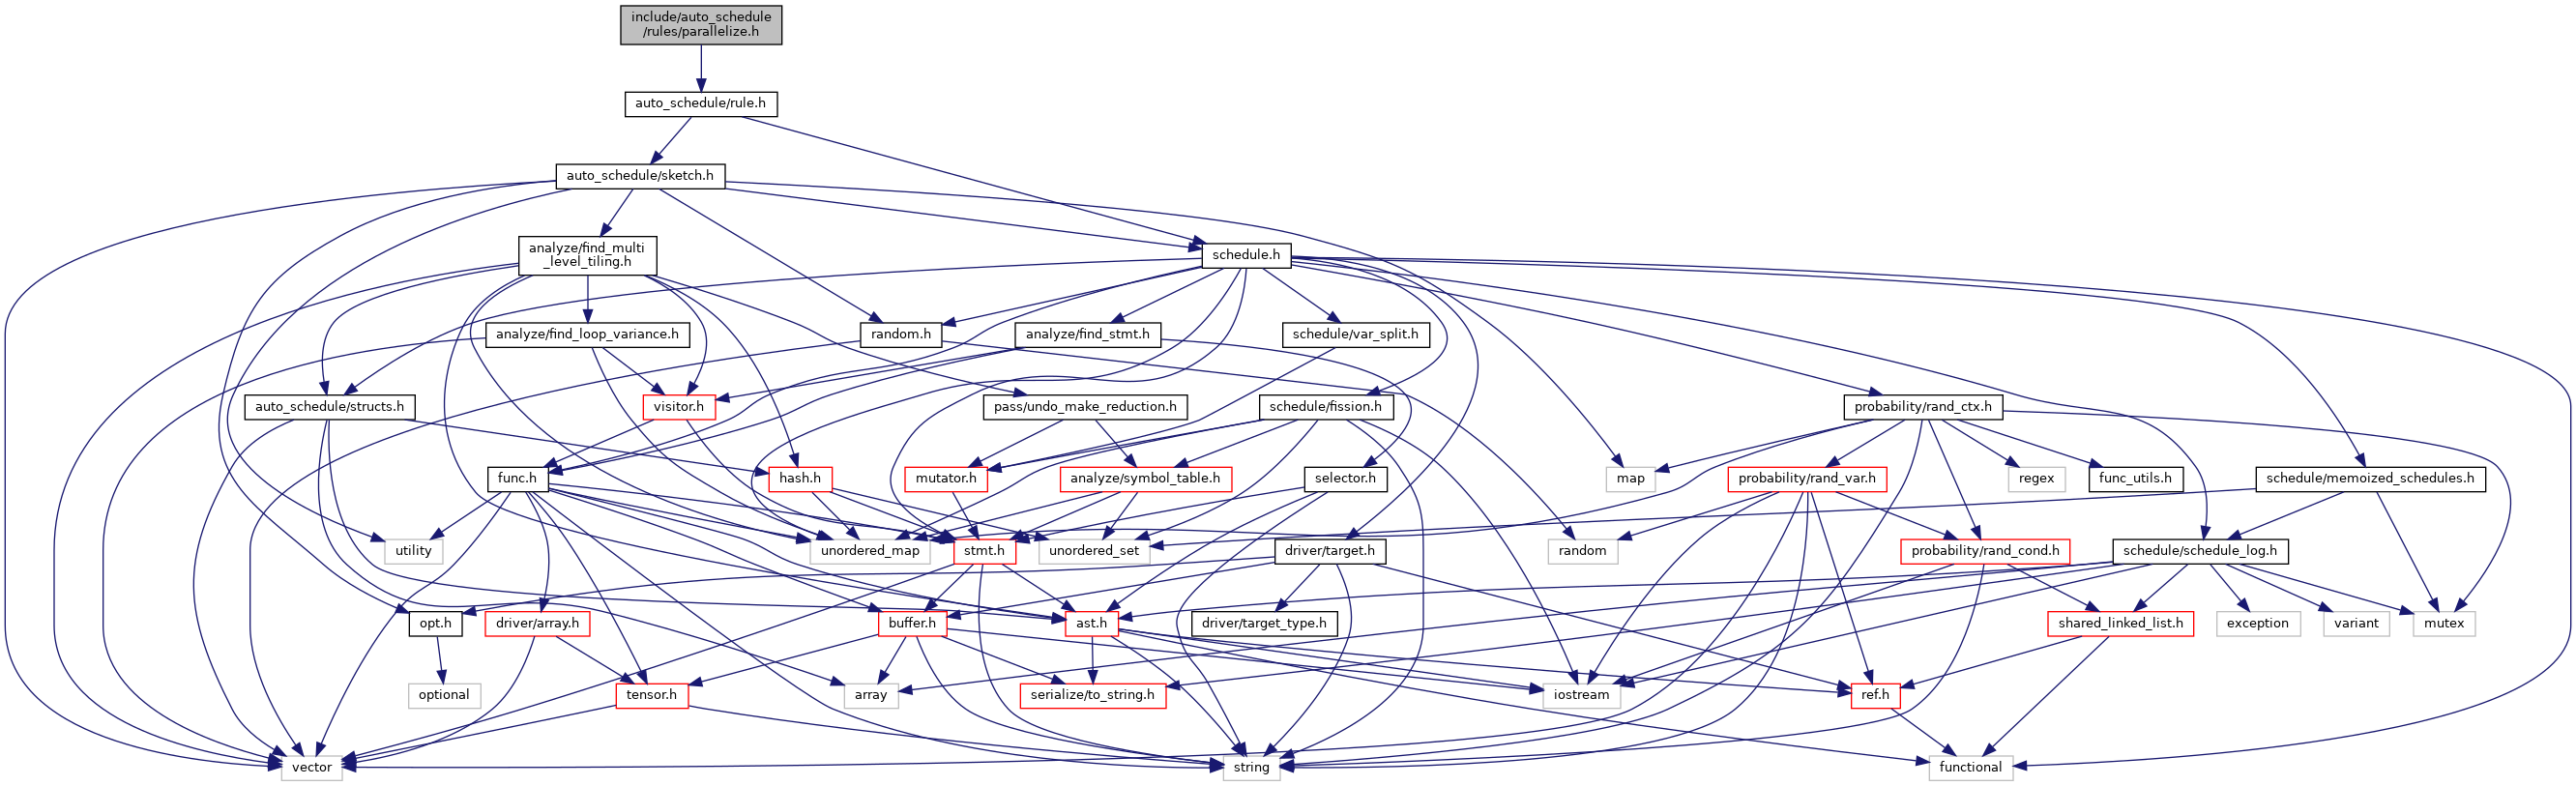 include/auto_schedule
/rules/parallelize.h
auto_schedule/rule.h
auto_schedule/sketch.h
analyze/find_multi
_level_tiling.h
schedule.h
analyze/find_loop_variance.h
random.h
analyze/find_stmt.h
schedule/var_split.h
auto_schedule/structs.h
visitor.h
pass/undo_make_reduction.h
schedule/fission.h
probability/rand_ctx.h
func.h
hash.h
mutator.h
analyze/symbol_table.h
selector.h
map
probability/rand_var.h
regex
func_utils.h
schedule/memoized_schedules.h
utility
unordered_map
stmt.h
unordered_set
driver/target.h
random
probability/rand_cond.h
schedule/schedule_log.h
opt.h
driver/array.h
buffer.h
ast.h
driver/target_type.h
shared_linked_list.h
exception
variant
mutex
optional
tensor.h
array
serialize/to_string.h
iostream
ref.h
vector
string
functional